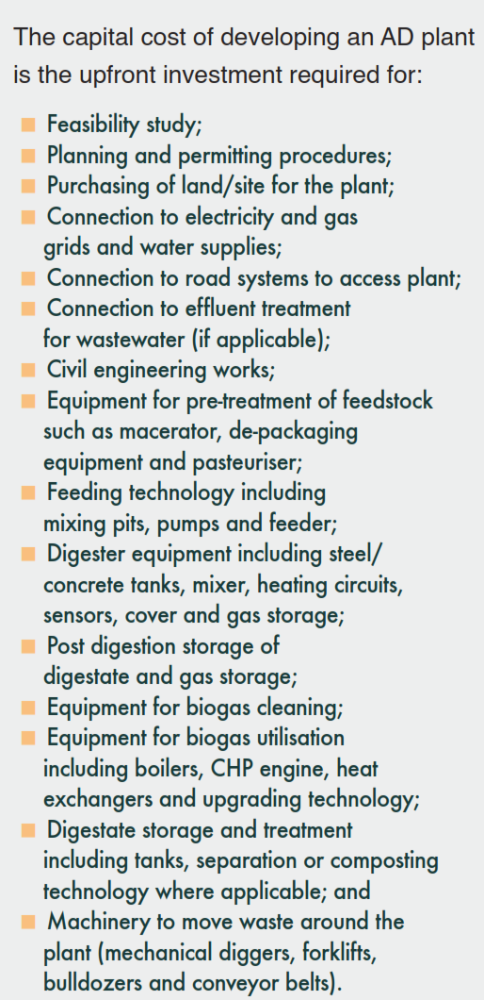 The capital cost of developing an AD plant
is the upfront investment required for:
■ Feasibility study;
■ Planning and permitting procedures;
■ Purchasing of land/site for the plant;
■ Connection to electricity and gas
grids and water supplies;
■ Connection to road systems to access plant;
■ Connection to effluent treatment
for wastewater (if applicable);
■ Civil engineering works;
■ Equipment for pre-treatment of feedstock
such as macerator, de-packaging
equipment and pasteuriser;
■ Feeding technology including
mixing pits, pumps and feeder;
■ Digester equipment including steel/
concrete tanks, mixer, heating circuits,
sensors, cover and gas storage;
■ Post digestion storage of
digestate and gas storage;
■ Equipment for biogas cleaning;
■ Equipment for biogas utilisation
including boilers, CHP engine, heat
exchangers and upgrading technology;
■ Digestate storage and treatment
including tanks, separation or composting
technology where applicable; and
■ Machinery to move waste around the
plant (mechanical diggers, forklifts,
bulldozers and conveyor belts).